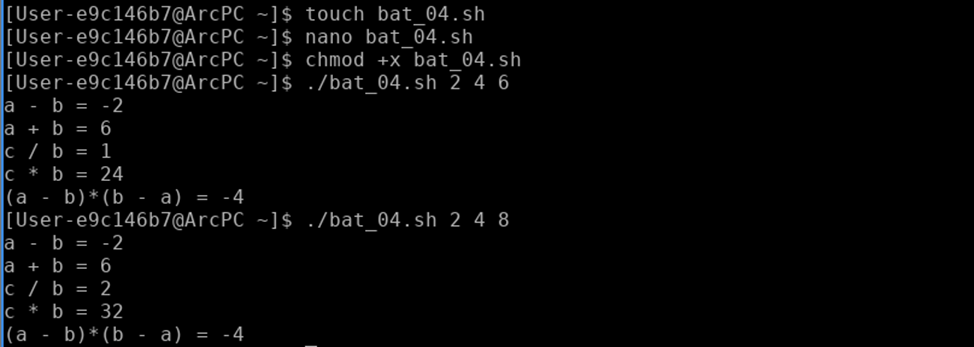 [User-e9c146b7@ArcPC ~]$ touch bat_04.sh
[User-e9c146b7@ArcPC ~]$ nano bat_04.sh
[User-e9c146b7@ArcPC ~]$ chmod +x bat_04.sh
[User-e9c146b7@ArcPC ~]$ ./bat_04.sh 2 4 6
a - b = -2
a + b = 6
c / b = 1
c * b = 24
(a - b)*(b - a) = -4
[User-e9c146b7@ArcPC ~]$ ./bat_04.sh 2 4 8
a - b = -2
a + b = 6
c / b = 2
c * b = 32
(a - b)*(b - a) = -4